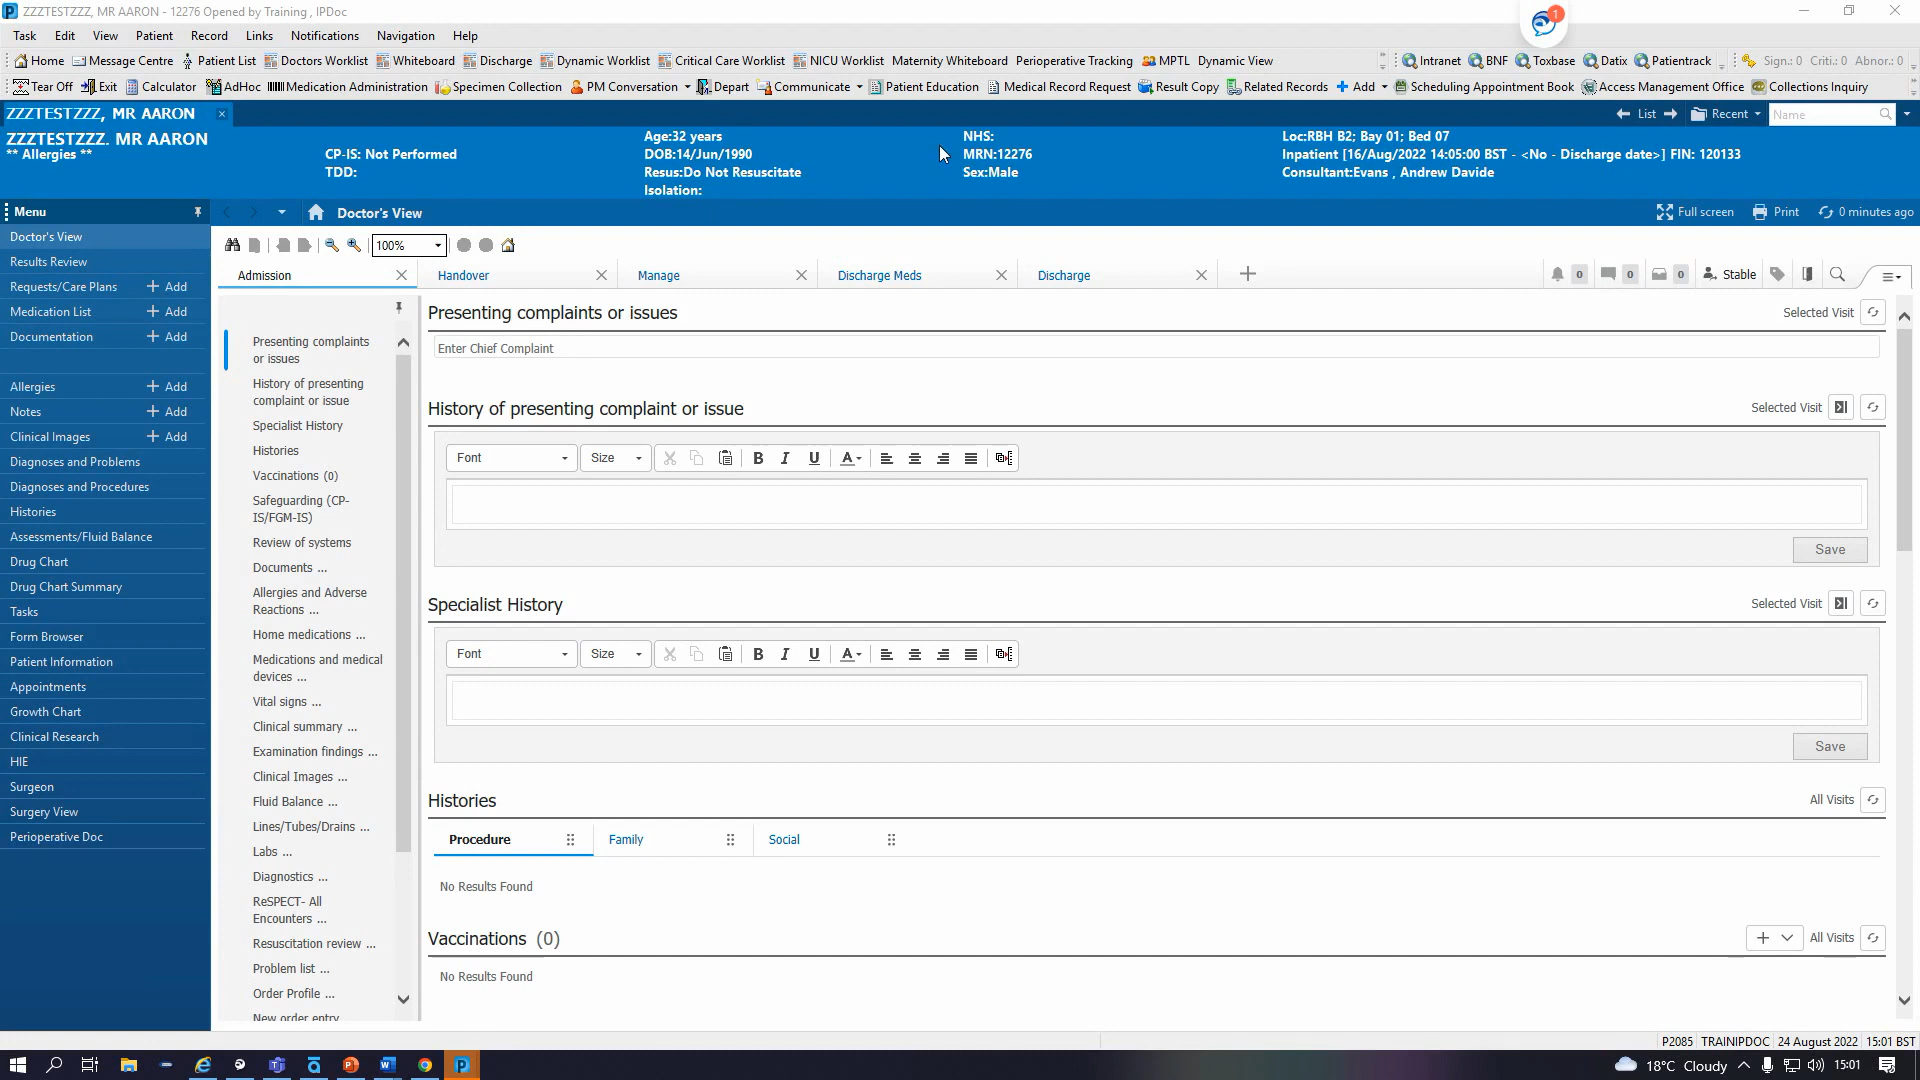 ZZZTESTZZZ, MR AARON - 12276 Opened by Training , IPDoc
1
Task Edit View Patient Record Links Notifications Navigation Help
Home Message Centre Patient List Doctors Worklist Whiteboard Discharge Dynamic Worklist Critical Care Worklist NICU Worklist Maternity Whiteboard Perioperative Tracking MPTL Dynamic View Intranet BNF Toxbase Datix Patientrack Sign.: 0 Criti.: 0 Abnor.: 0
Tear Off Exit Calculator AdHoc Medication Administration Specimen Collection PM Conversation Depart Communicate Patient Education Medical Record Request Result Copy Related Records Add Scheduling Appointment Book Access Management Office Collections Inquiry
ZZZTESTZZZ, MR AARON List Recent Name
ZZZTESTZZZ. MR AARON
** Allergies **
CP-IS: Not Performed
TDD:
Age:32 years
DOB:14/Jun/1990
Resus:Do Not Resuscitate
Isolation:
NHS:
MRN:12276
Sex:Male
Loc:RBH B2; Bay 01; Bed 07
Inpatient [16/Aug/2022 14:05:00 BST - <No - Discharge date>] FIN: 120133
Consultant:Evans , Andrew Davide
Menu
Doctor's View
Full screen Print 0 minutes ago
Doctor's View
Results Review
Requests/Care Plans Add
Medication List Add
Documentation Add
Allergies Add
Notes Add
Clinical Images Add
Diagnoses and Problems
Diagnoses and Procedures
Histories
Assessments/Fluid Balance
Drug Chart
Drug Chart Summary
Tasks
Form Browser
Patient Information
Appointments
Growth Chart
Clinical Research
HIE
Surgeon
Surgery View
Perioperative Doc
100%
Admission Handover Manage Discharge Meds Discharge
0 0 0 Stable
Presenting complaints
or issues
History of presenting
complaint or issue
Specialist History
Histories
Vaccinations (0)
Safeguarding (CP-
IS/FGM-IS)
Review of systems
Documents ...
Allergies and Adverse
Reactions ...
Home medications ...
Medications and medical
devices ...
Vital signs ...
Clinical summary ...
Examination findings ...
Clinical Images ...
Fluid Balance ...
Lines/Tubes/Drains ...
Labs ...
Diagnostics ...
ReSPECT- All
Encounters ...
Resuscitation review ...
Problem list ...
Order Profile ...
New order entry
Presenting complaints or issues
Selected Visit
Enter Chief Complaint
History of presenting complaint or issue
Selected Visit
Font Size B I U A
Save
Specialist History
Selected Visit
Font Size B I U A
Save
Histories
All Visits
Procedure Family Social
No Results Found
Vaccinations (0)
All Visits
No Results Found
P2085 TRAINIPDOC 24 August 2022 15:01 BST
18°C Cloudy 15:01